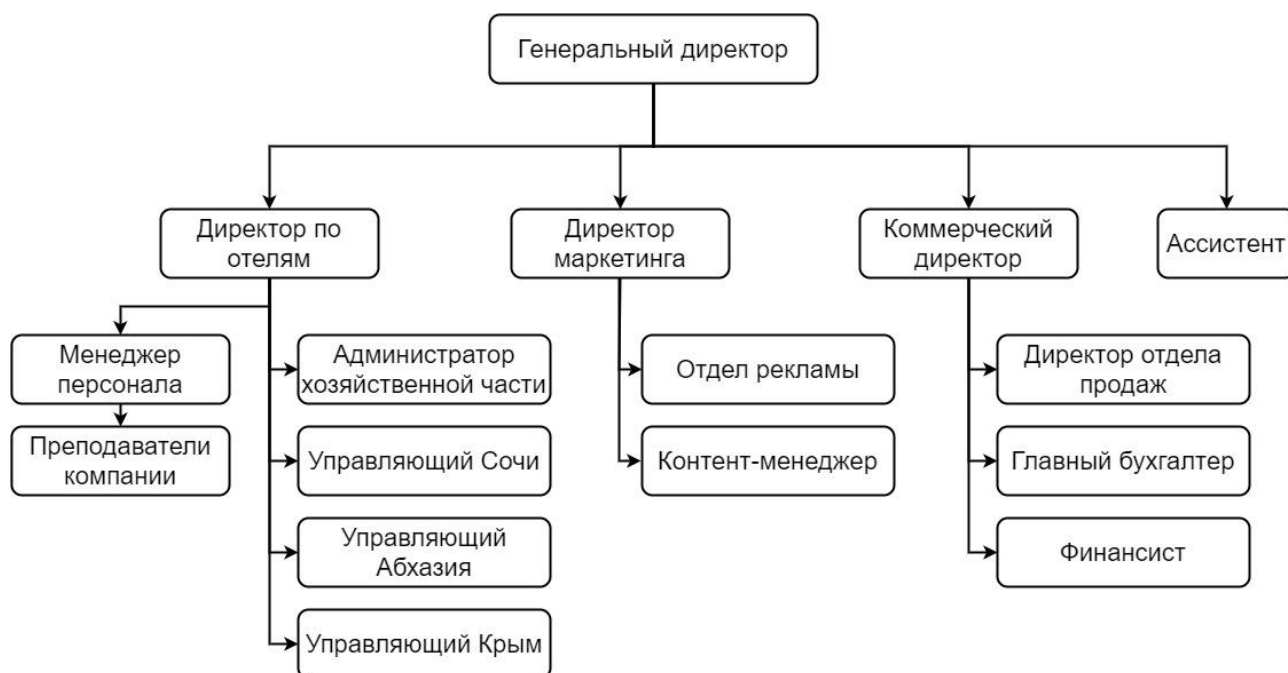 Генеральный директор
Директор по
отелям
Директор
маркетинга
Коммерческий
директор
Ассистент
Менеджер
персонала
Администратор
хозяйственной части
Отдел рекламы
Директор отдела
продаж
Преподаватели
компании
Управляющий Сочи
Контент-менеджер
Главный бухгалтер
Управляющий
Абхазия
Финансист
Управляющий Крым